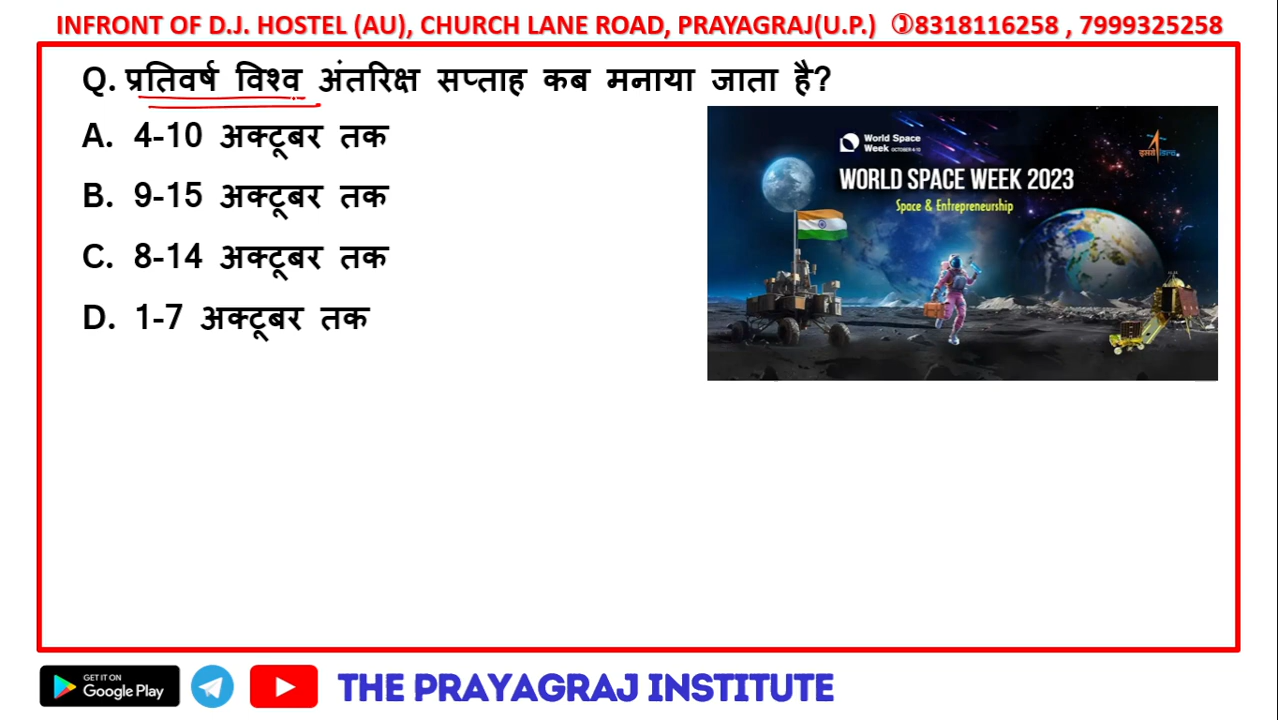 INFRONT OF D.J. HOSTEL (AU), CHURCH LANE ROAD, PRAYAGRAJ(U.P.) ✆8318116258 , 7999325258
Q. प्रतिवर्ष विश्व अंतरिक्ष सप्ताह कब मनाया जाता है?
A. 4-10 अक्टूबर तक
B. 9-15 अक्टूबर तक
C. 8-14 अक्टूबर तक
D. 1-7 अक्टूबर तक
World Space
Week OCTOBER 4-10
इसरो isro
WORLD SPACE WEEK 2023
Space & Entrepreneurship
GET IT ON
Google Play
THE PRAYAGRAJ INSTITUTE